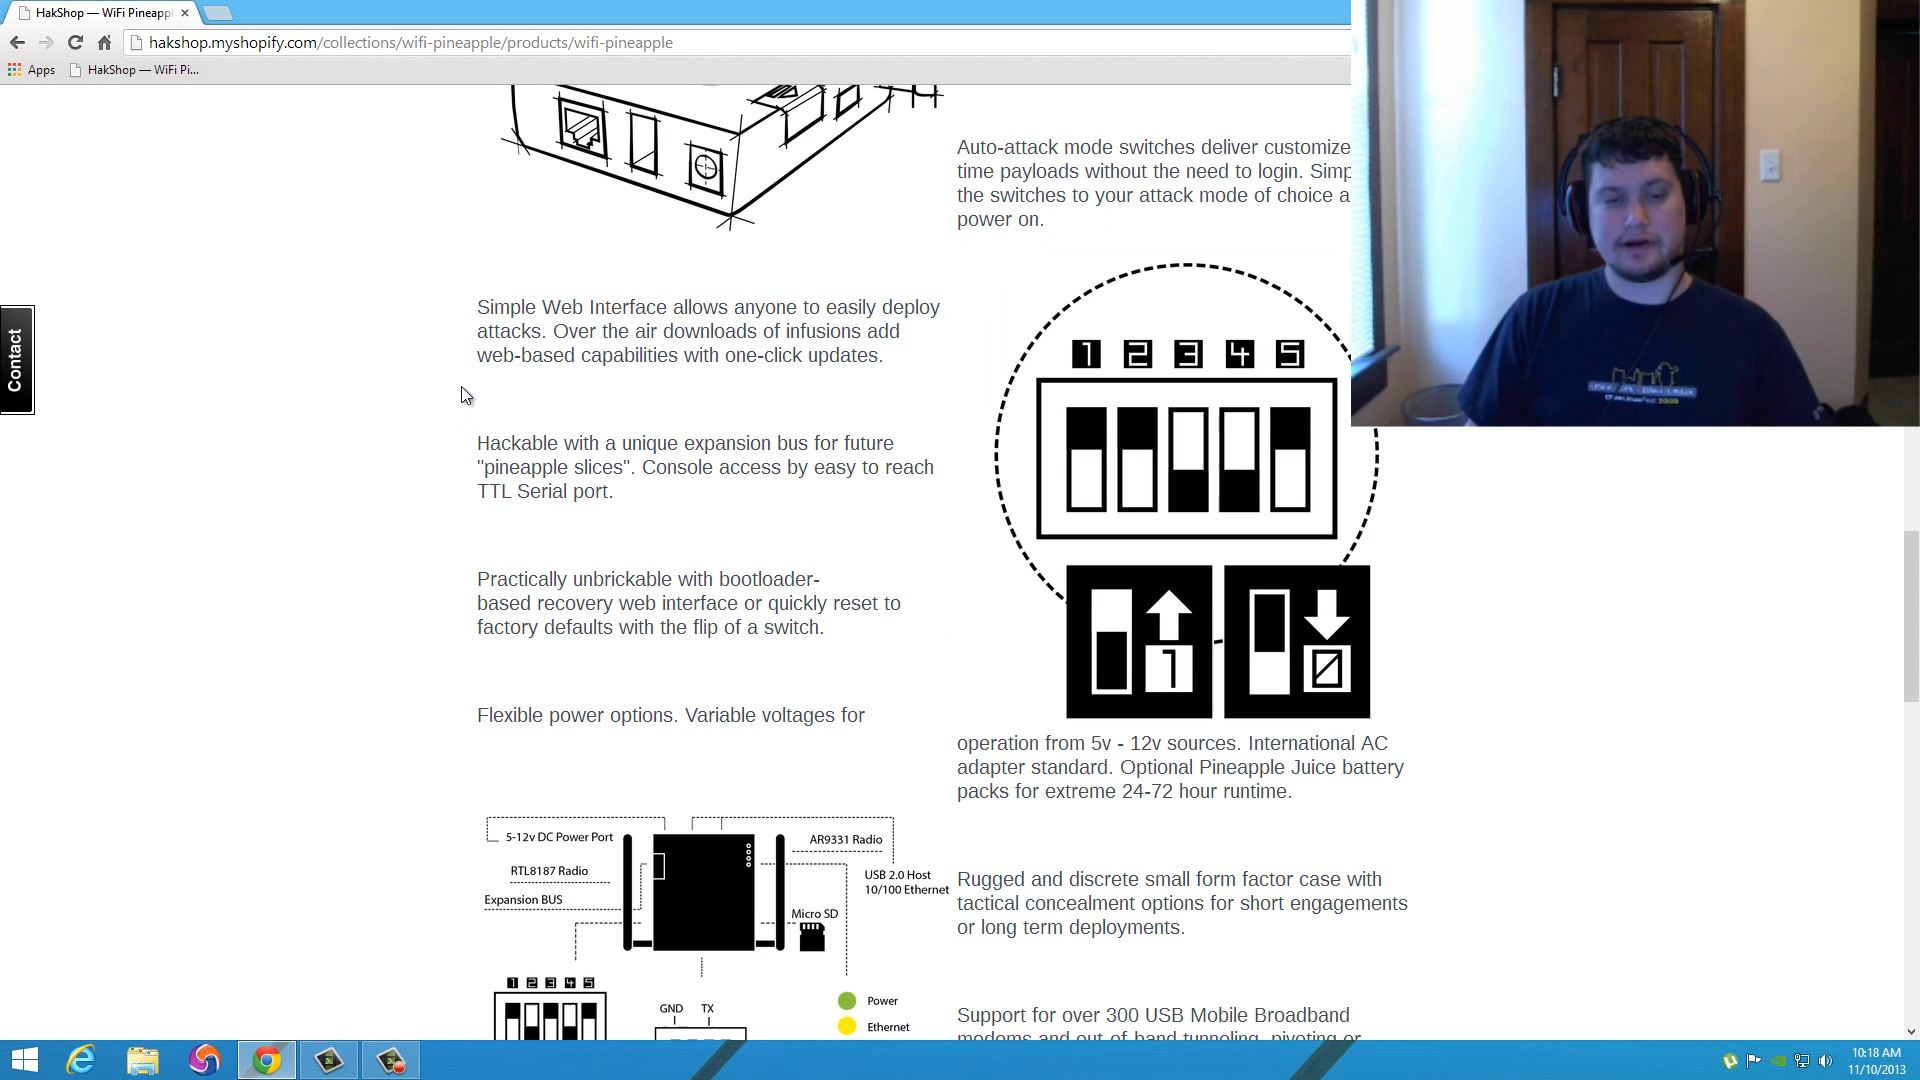 HakShop — WiFi Pineapp
hakshop.myshopify.com/collections/wifi-pineapple/products/wifi-pineapple
Apps
HakShop — WiFi Pi...
Contact
Auto-attack mode switches deliver customize
time payloads without the need to login. Simp
the switches to your attack mode of choice a
power on.
Simple Web Interface allows anyone to easily deploy
attacks. Over the air downloads of infusions add
web-based capabilities with one-click updates.
1 2 3 4 5
Hackable with a unique expansion bus for future
"pineapple slices". Console access by easy to reach
TTL Serial port.
Practically unbrickable with bootloader-
based recovery web interface or quickly reset to
factory defaults with the flip of a switch.
1 0
Flexible power options. Variable voltages for
operation from 5v - 12v sources. International AC
adapter standard. Optional Pineapple Juice battery
packs for extreme 24-72 hour runtime.
5-12v DC Power Port
AR9331 Radio
RTL8187 Radio
USB 2.0 Host
10/100 Ethernet
Expansion BUS
Micro SD
Rugged and discrete small form factor case with
tactical concealment options for short engagements
or long term deployments.
1 2 3 4 5
GND TX
Power
Ethernet
Support for over 300 USB Mobile Broadband
modems and out of band tunneling, pivoting or
10:18 AM
11/10/2013